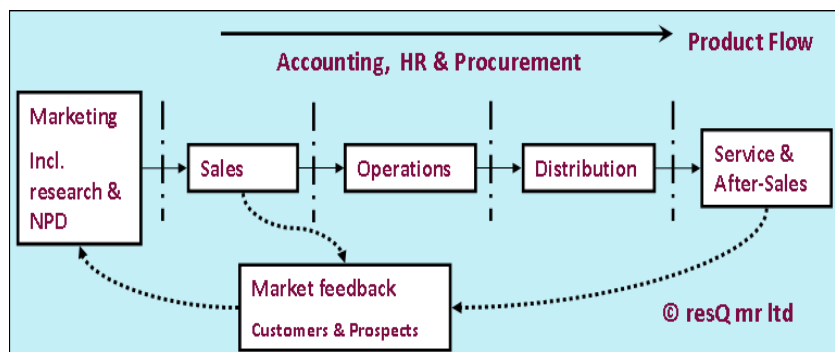 Product Flow
Accounting, HR & Procurement
Marketing
Incl.
research &
NPD
Sales
Operations
Distribution
Service &
After-Sales
Market feedback
Customers & Prospects
© resQ mr ltd